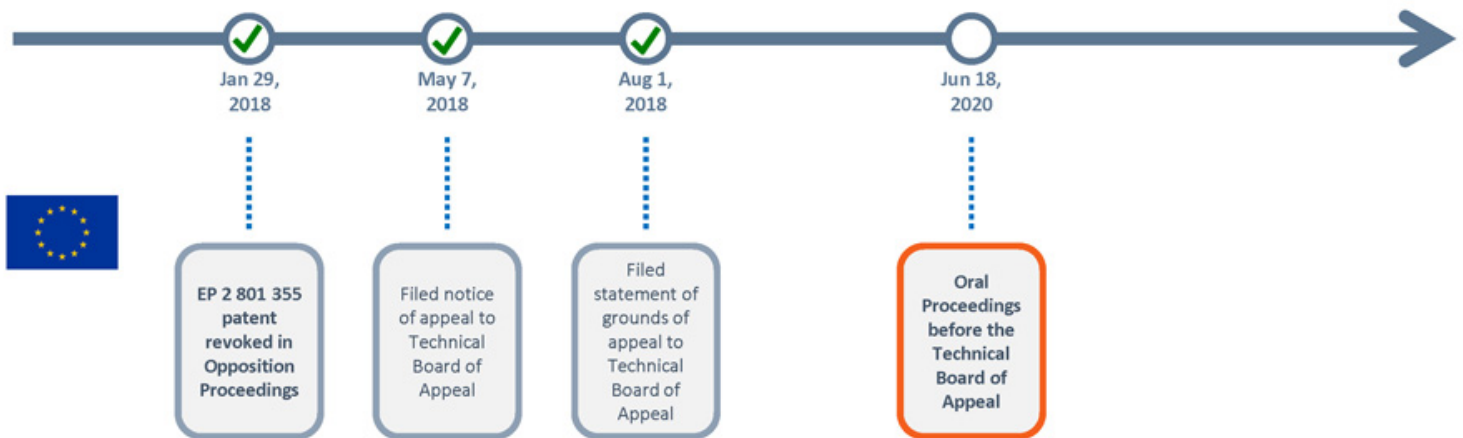 Jan 29,
2018
May 7,
2018
Aug 1,
2018
Jun 18,
2020
EP 2 801 355
patent
revoked in
Opposition
Proceedings
Filed notice
of appeal to
Technical
Board of
Appeal
Filed
statement of
grounds of
appeal to
Technical
Board of
Appeal
Oral
Proceedings
before the
Technical
Board of
Appeal